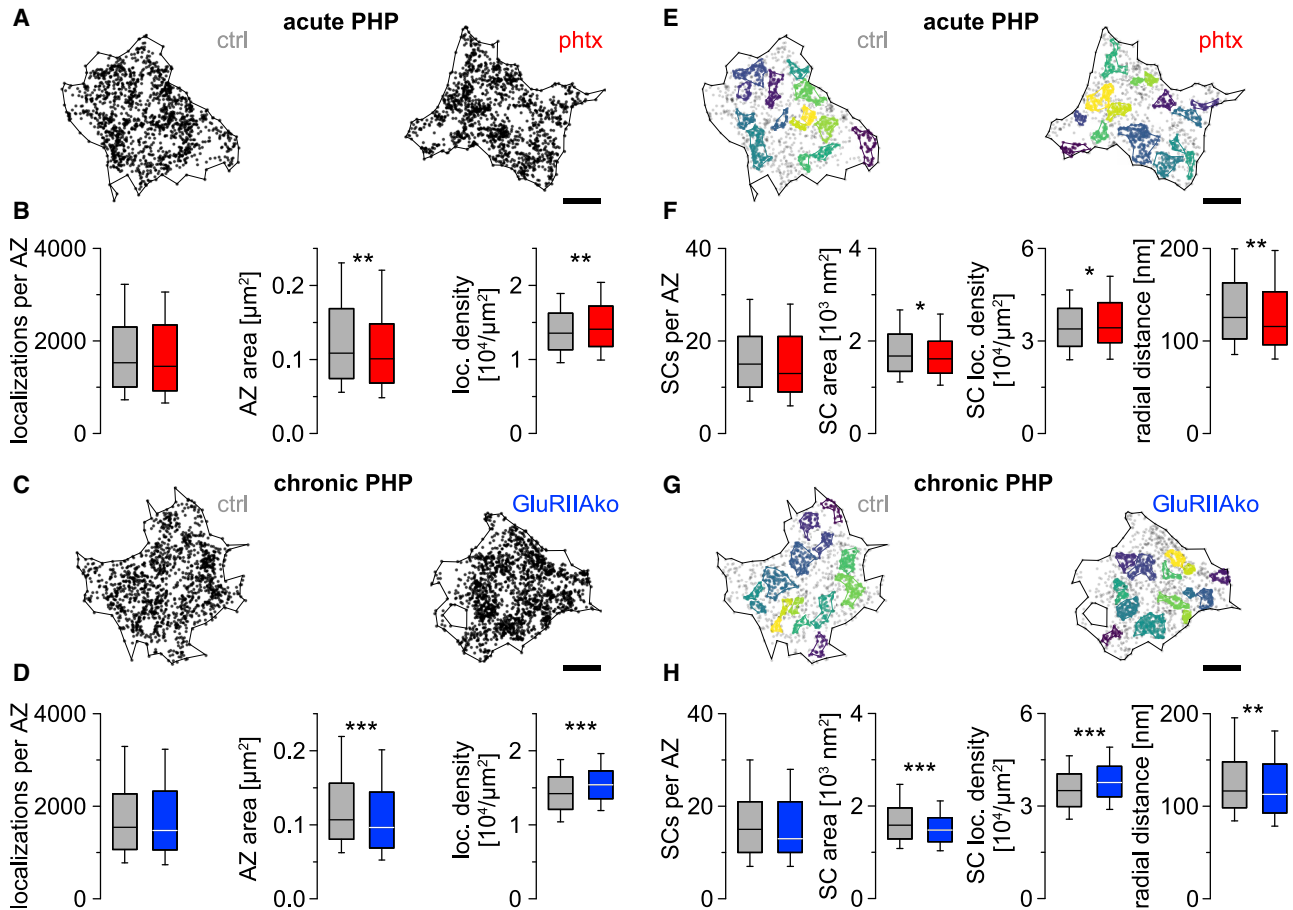 A
acute PHP
ctrl
phtx
E
acute PHP
ctrl
phtx
B
localizations per AZ
4000
2000
0
AZ area [µm²]
0.2
0.1
0.0
**
loc. density
[10⁴/µm²]
2
1
0
**
F
SCs per AZ
40
20
0
SC area [10³ nm²]
4
2
0
*
SC loc. density
[10⁴/µm²]
6
3
0
*
radial distance [nm]
200
100
0
**
C
chronic PHP
ctrl
GluRIIAko
G
chronic PHP
ctrl
GluRIIAko
D
localizations per AZ
4000
2000
0
AZ area [µm²]
0.2
0.1
0.0
***
loc. density
[10⁴/µm²]
2
1
0
***
H
SCs per AZ
40
20
0
SC area [10³ nm²]
4
2
0
***
SC loc. density
[10⁴/µm²]
6
3
0
***
radial distance [nm]
200
100
0
**